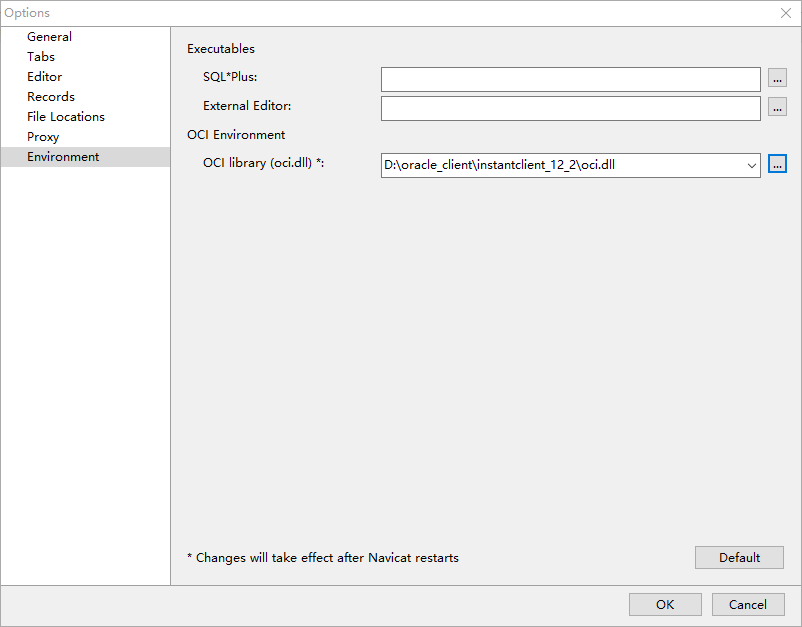 Options
General
Tabs
Editor
Records
File Locations
Proxy
Environment
Executables
SQL*Plus:
...
External Editor:
...
OCI Environment
OCI library (oci.dll) *:
D:\oracle_client\instantclient_12_2\oci.dll
...
* Changes will take effect after Navicat restarts
Default
OK
Cancel